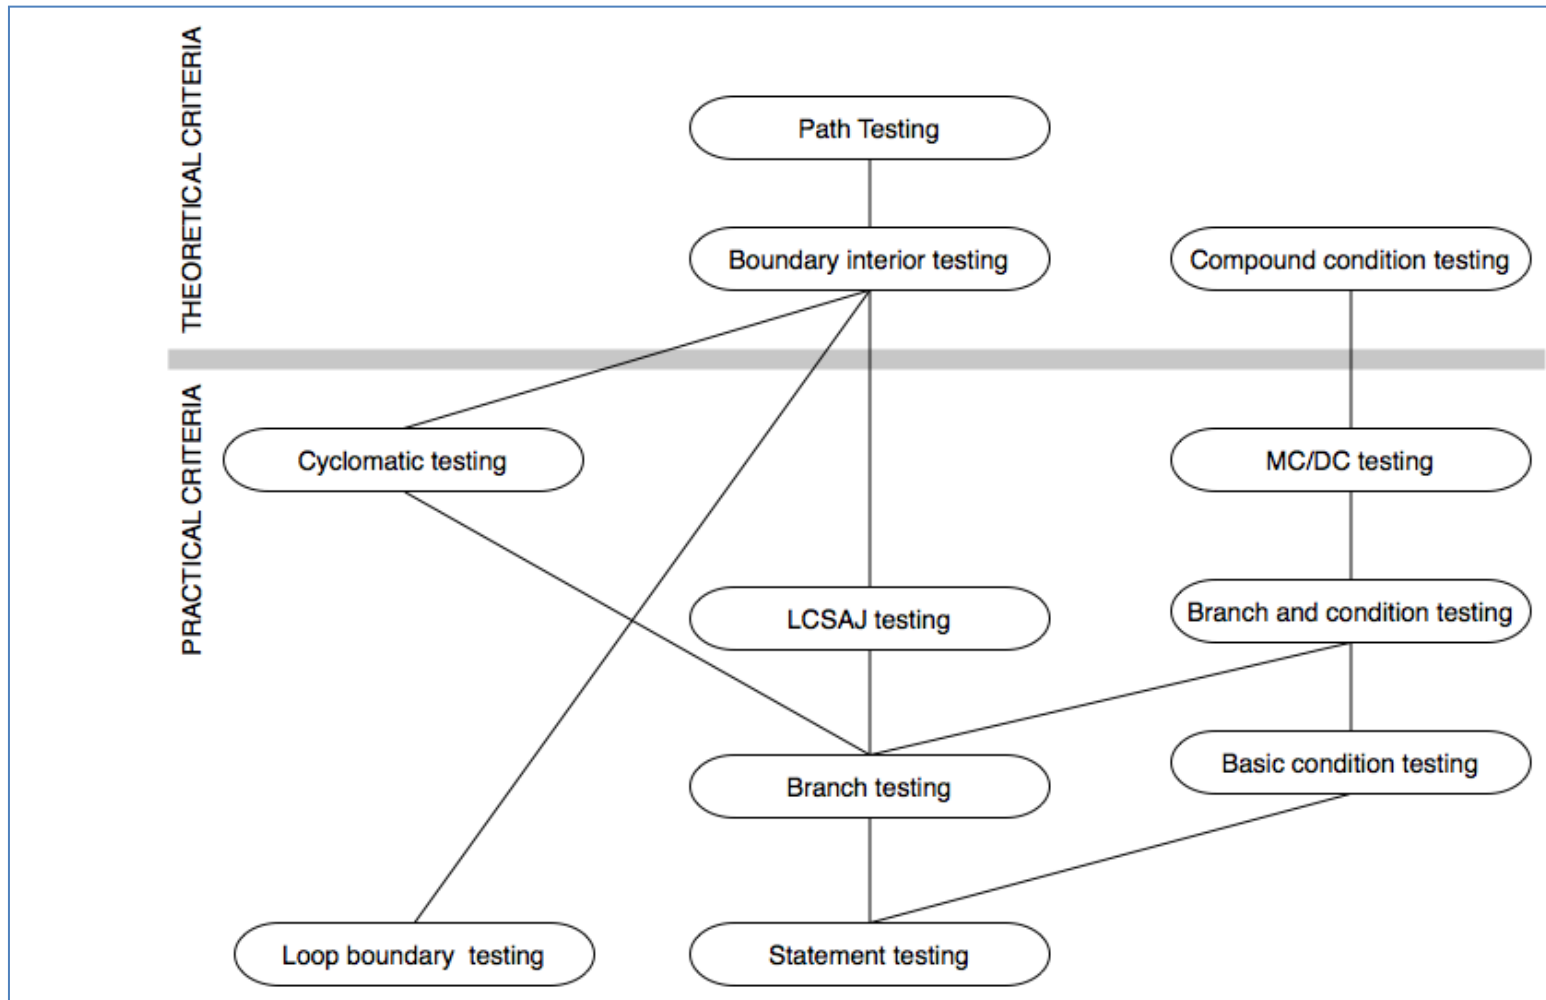 THEORETICAL CRITERIA
Path Testing
Boundary interior testing
Compound condition testing
PRACTICAL CRITERIA
Cyclomatic testing
MC/DC testing
LCSAJ testing
Branch and condition testing
Branch testing
Basic condition testing
Loop boundary testing
Statement testing